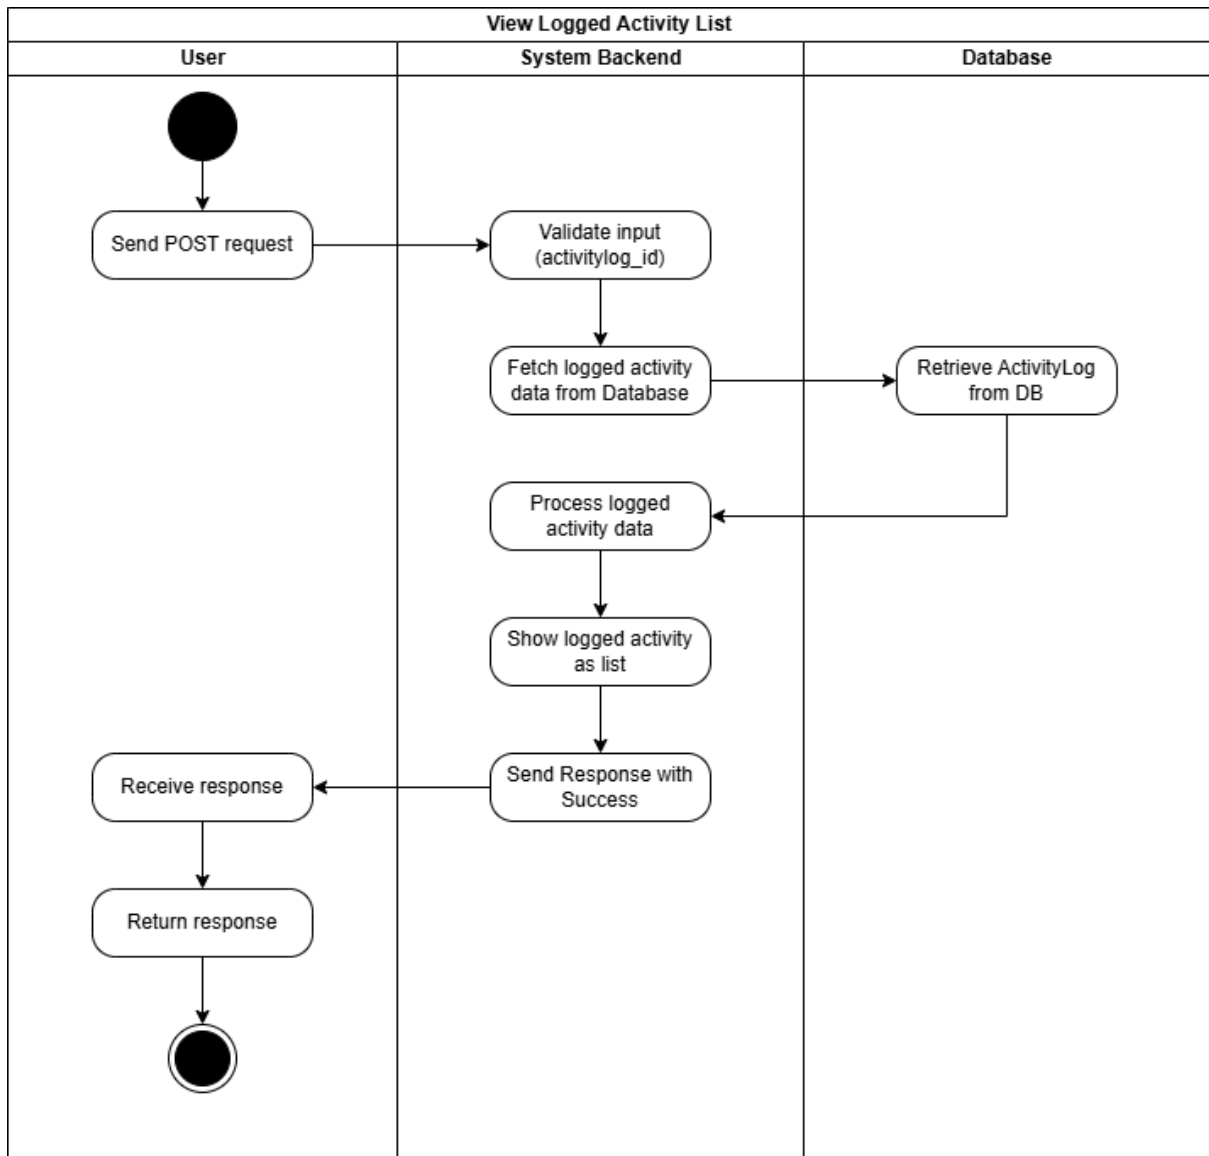 View Logged Activity List
User
System Backend
Database
Send POST request
Validate input
(activitylog_id)
Fetch logged activity
data from Database
Retrieve ActivityLog
from DB
Process logged
activity data
Show logged activity
as list
Send Response with
Success
Receive response
Return response